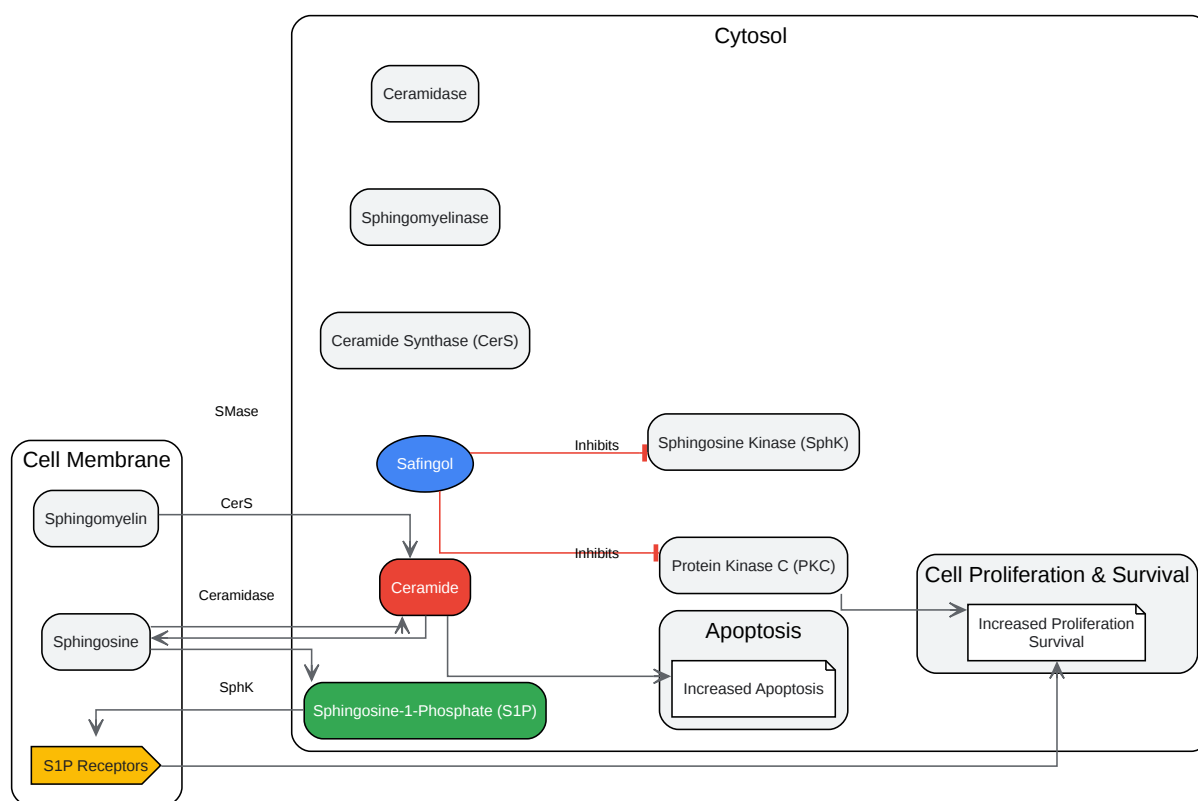 Cytosol
Ceramidase
Sphingomyelinase
Ceramide Synthase (CerS)
SMase
Safingol
Inhibits
Sphingosine Kinase (SphK)
Cell Membrane
Sphingomyelin
CerS
Inhibits
Protein Kinase C (PKC)
Ceramide
Cell Proliferation & Survival
Increased Proliferation
Survival
Ceramidase
Sphingosine
Apoptosis
Increased Apoptosis
SphK
Sphingosine-1-Phosphate (S1P)
S1P Receptors